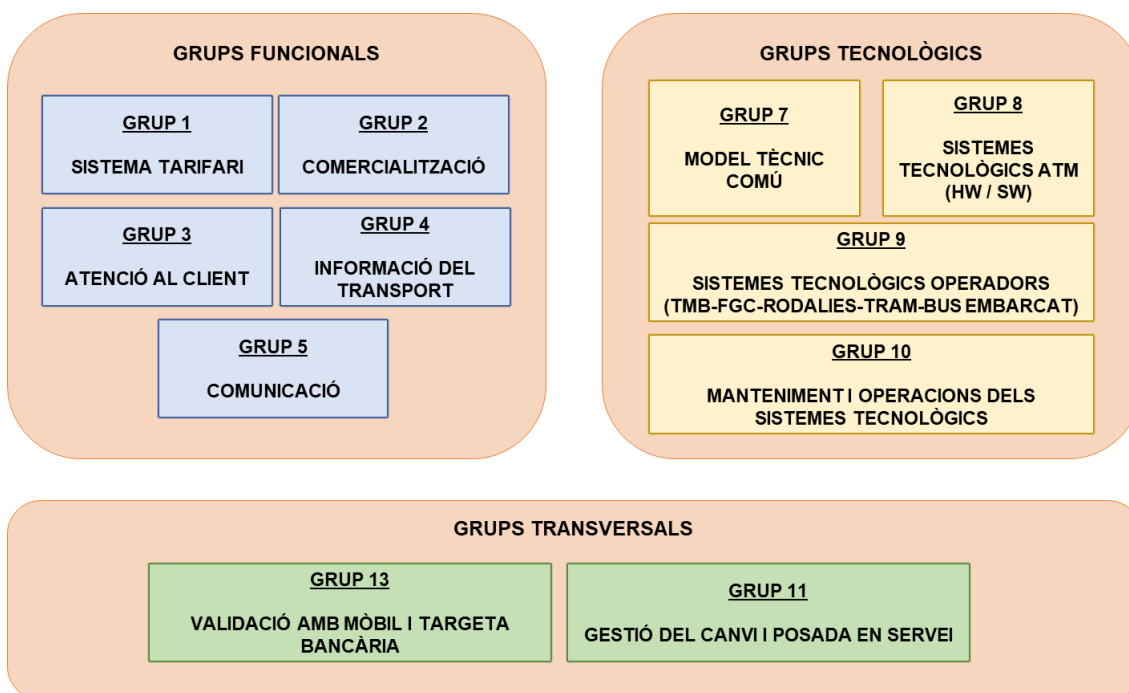 GRUPS FUNCIONALS
GRUP 1
SISTEMA TARIFARI
GRUP 2
COMERCIALITZACIÓ
GRUP 3
ATENCIÓ AL CLIENT
GRUP 4
INFORMACIÓ DEL
TRANSPORT
GRUP 5
COMUNICACIÓ
GRUPS TECNOLÒGICS
GRUP 7
MODEL TÈCNIC
COMÚ
GRUP 8
SISTEMES
TECNOLÒGICS ATM
(HW / SW)
GRUP 9
SISTEMES TECNOLÒGICS OPERADORS
(TMB-FGC-RODALIES-TRAM-BUS EMBARCAT)
GRUP 10
MANTENIMENT I OPERACIONS DELS
SISTEMES TECNOLÒGICS
GRUPS TRANSVERSALS
GRUP 13
VALIDACIÓ AMB MÒBIL I TARGETA
BANCÀRIA
GRUP 11
GESTIÓ DEL CANVI I POSADA EN SERVEI